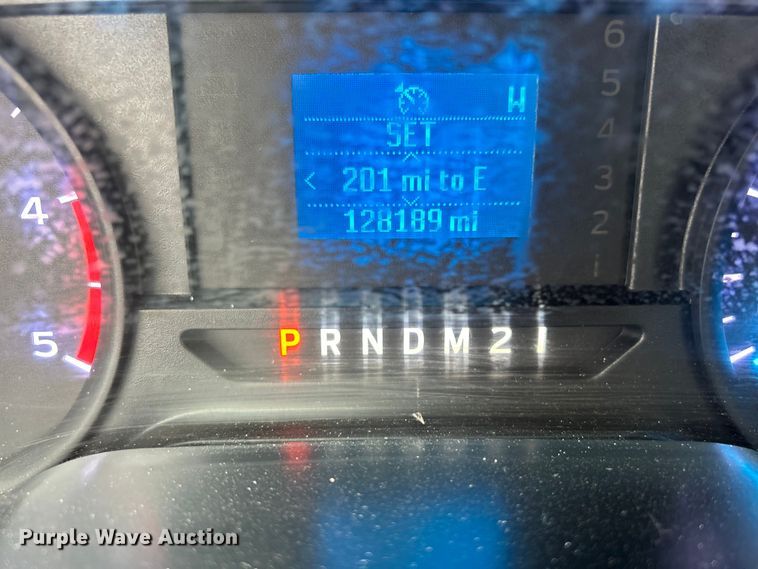 W
SET
< 201 mi to E
128189 mi
6
5
4
3
2
1
4
5
P R N D M 2 1
Purple Wave Auction®